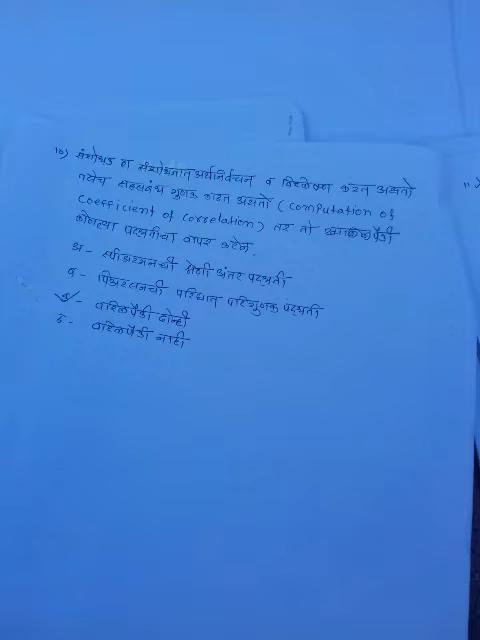 १०) संशोधक हा संशोधनात अर्थनिर्वचन व विश्लेषण करत असतो
तसेच सहसंबंध गुणक काढत असतो (Computation of
Coefficient of correlation) तर तो खालीलपैकी
कोणत्या पद्धतीचा वापर करेल.
अ - स्पीअरमनची श्रेणी अंतर पद्धती
ब - पिअरसनची परिघात परिगुणक पद्धती
क - वरिलपैकी दोन्ही
ड - वरिलपैकी नाही